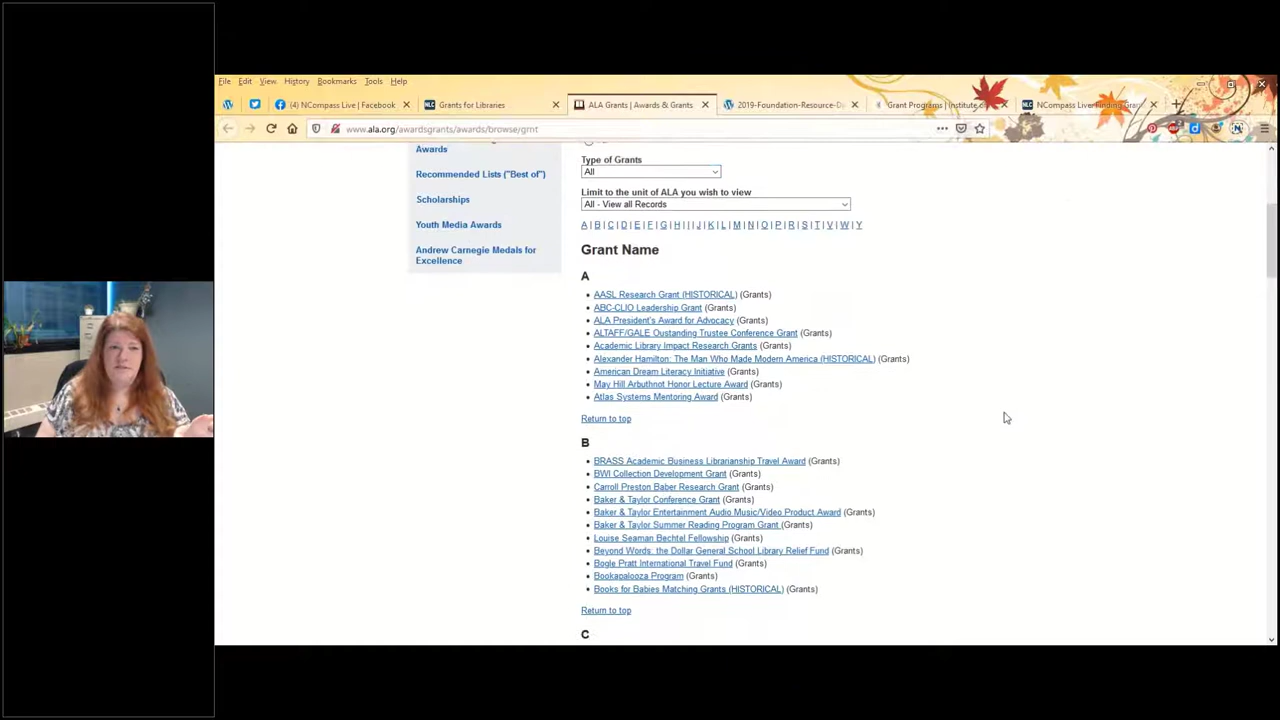 File Edit View History Bookmarks Tools Help
(4) NCompass Live | Facebook
Grants for Libraries
ALA Grants | Awards & Grants
2019-Foundation-Resource-Di
Grant Programs | Institute o
NCompass Live: Finding Gran
www.ala.org/awardsgrants/awards/browse/grnt
Awards
Recommended Lists ("Best of")
Scholarships
Youth Media Awards
Andrew Carnegie Medals for
Excellence
Type of Grants
All
Limit to the unit of ALA you wish to view
All - View all Records
A | B | C | D | E | F | G | H | I | J | K | L | M | N | O | P | R | S | T | V | W | Y
Grant Name
A
AASL Research Grant (HISTORICAL) (Grants)
ABC-CLIO Leadership Grant (Grants)
ALA President's Award for Advocacy (Grants)
ALTAFF/GALE Oustanding Trustee Conference Grant (Grants)
Academic Library Impact Research Grants (Grants)
Alexander Hamilton: The Man Who Made Modern America (HISTORICAL) (Grants)
American Dream Literacy Initiative (Grants)
May Hill Arbuthnot Honor Lecture Award (Grants)
Atlas Systems Mentoring Award (Grants)
Return to top
B
BRASS Academic Business Librarianship Travel Award (Grants)
BWI Collection Development Grant (Grants)
Carroll Preston Baber Research Grant (Grants)
Baker & Taylor Conference Grant (Grants)
Baker & Taylor Entertainment Audio Music/Video Product Award (Grants)
Baker & Taylor Summer Reading Program Grant (Grants)
Louise Seaman Bechtel Fellowship (Grants)
Beyond Words: the Dollar General School Library Relief Fund (Grants)
Bogle Pratt International Travel Fund (Grants)
Bookapalooza Program (Grants)
Books for Babies Matching Grants (HISTORICAL) (Grants)
Return to top
C